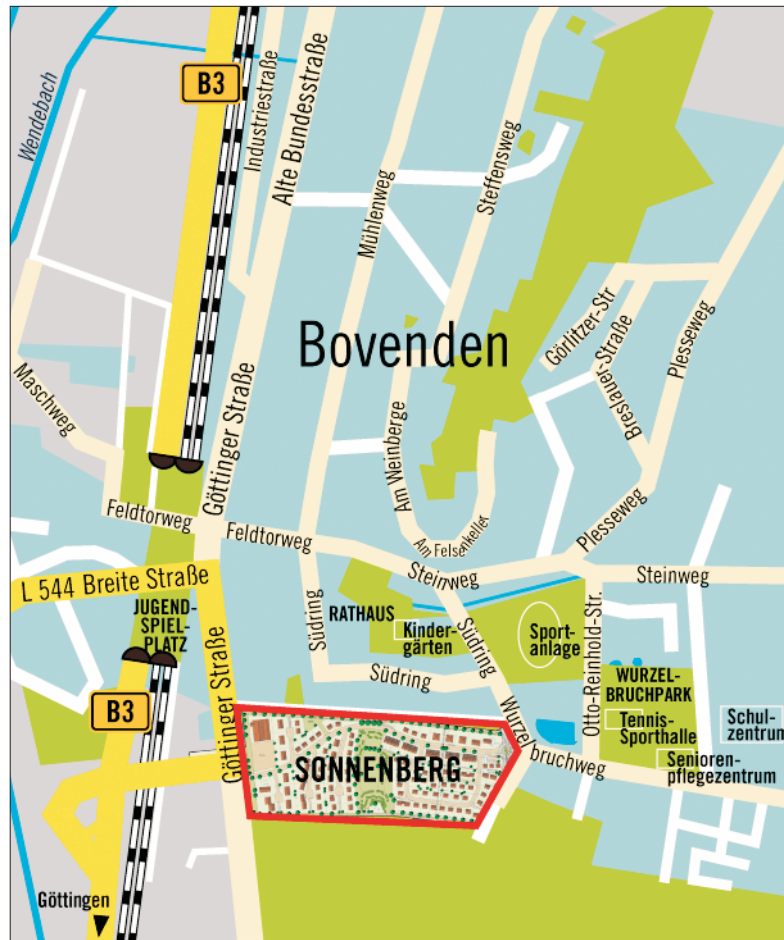 B3
Wendebach
Industriestraße
Alte Bundesstraße
Mühlenweg
Steffensweg
Bovenden
Görlitzer-Str
Breslauer-Straße
Plesseweg
Maschweg
Göttinger Straße
Am Weinberge
Am Felsenkeller
Feldtorweg
Feldtorweg
Plesseweg
Steinweg
Steinweg
L 544 Breite Straße
JUGEND-
SPIEL-
PLATZ
Südring
RATHAUS
Kinder-
gärten
Südring
Südring
Sport-
anlage
Otto-Reinhold-Str.
WURZEL-
BRUCHPARK
Tennis-
Sporthalle
Schul-
zentrum
Senioren-
pflegezentrum
Wurzelbruchweg
B3
Göttinger Straße
SONNENBERG
Göttingen